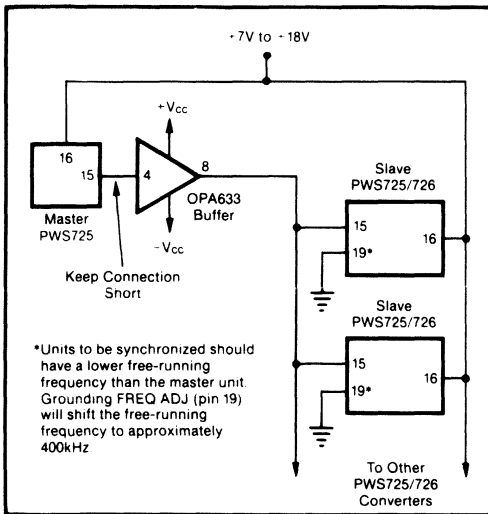 +7V to +18V
+Vcc
16
15
4
8
Master
PWS725
OPA633
Buffer
-Vcc
Keep Connection
Short
Slave
PWS725/726
15
16
19*
Slave
PWS725/726
15
16
19*
*Units to be synchronized should
have a lower free-running
frequency than the master unit.
Grounding FREQ ADJ (pin 19)
will shift the free-running
frequency to approximately
400kHz
To Other
PWS725/726
Converters